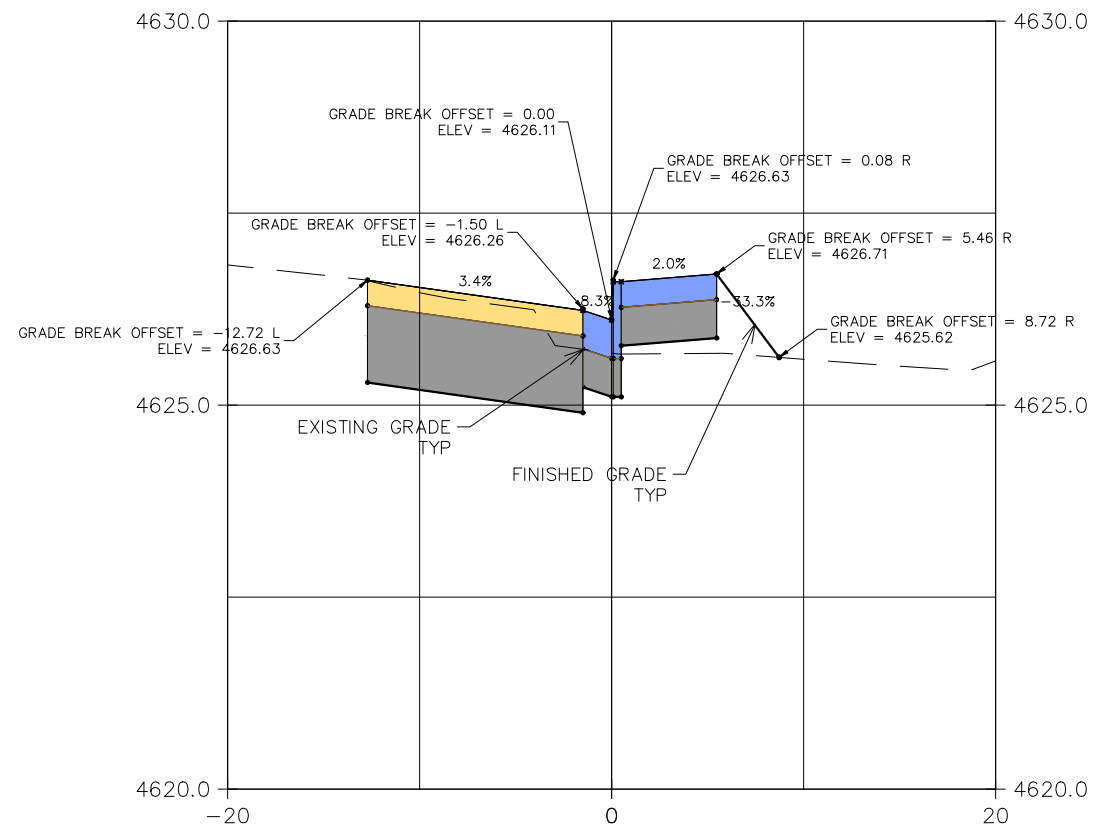 4630.0
4630.0
GRADE BREAK OFFSET = 0.00
ELEV = 4626.11
GRADE BREAK OFFSET = 0.08 R
ELEV = 4626.63
GRADE BREAK OFFSET = -1.50 L
ELEV = 4626.26
GRADE BREAK OFFSET = 5.46 R
ELEV = 4626.71
3.4%
2.0%
8.3%
-33.3%
GRADE BREAK OFFSET = -12.72 L
ELEV = 4626.63
GRADE BREAK OFFSET = 8.72 R
ELEV = 4625.62
4625.0
4625.0
EXISTING GRADE
TYP
FINISHED GRADE
TYP
4620.0
4620.0
-20
0
20